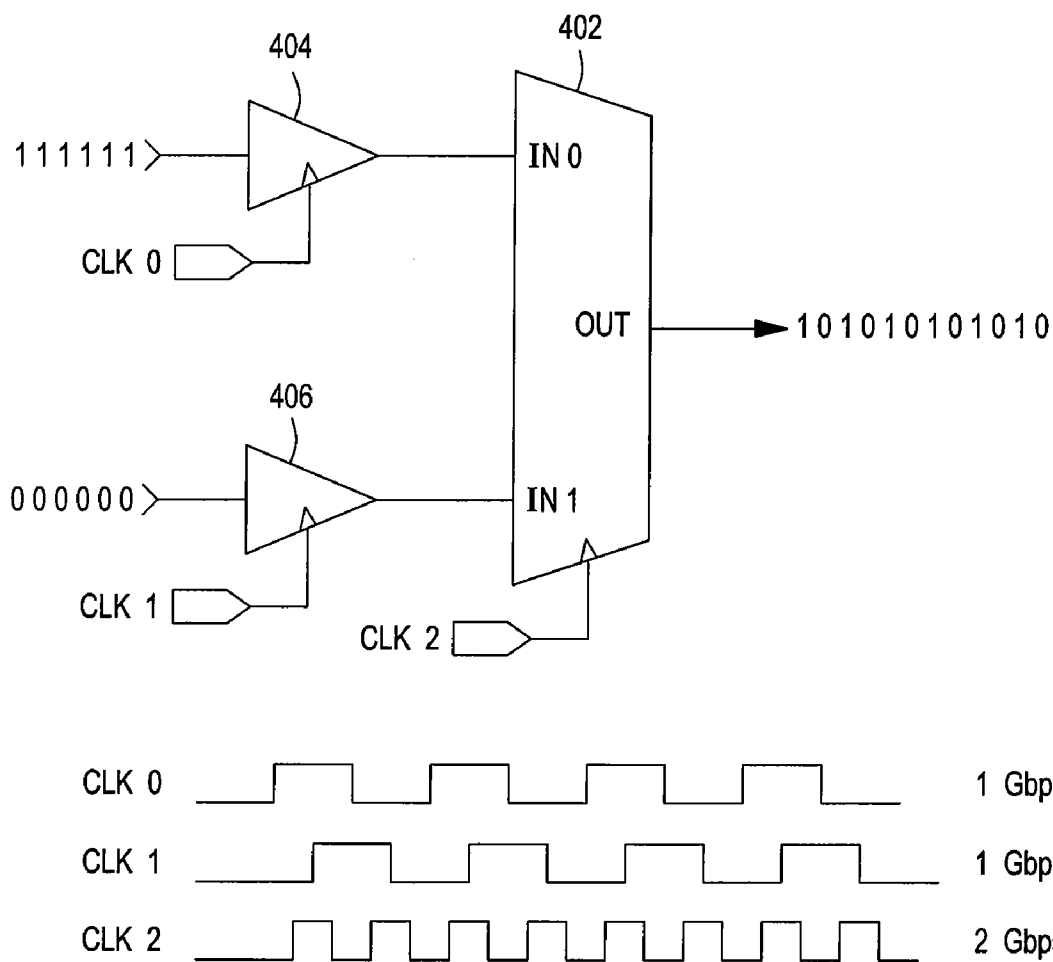 404
402
111111
IN 0
CLK 0
OUT
101010101010
406
000000
IN 1
CLK 1
CLK 2
CLK 0 1 Gbp
CLK 1 1 Gbp
CLK 2 2 Gbp